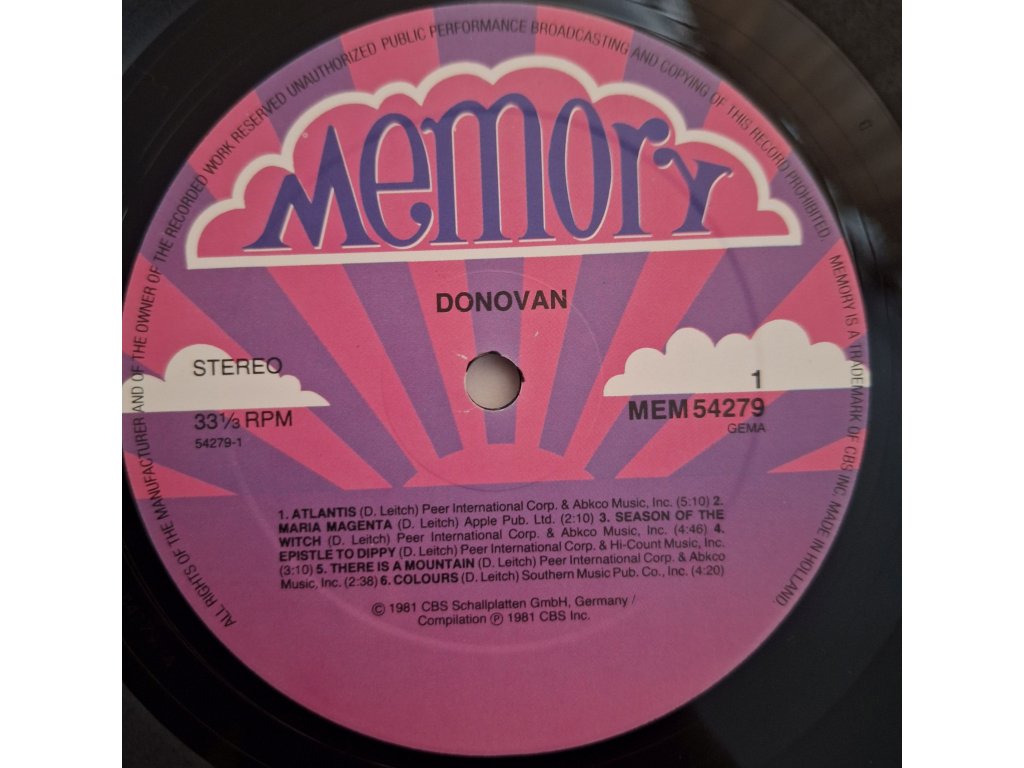 ALL RIGHTS OF THE MANUFACTURER AND OF THE OWNER OF THE RECORDED WORK RESERVED UNAUTHORIZED PUBLIC PERFORMANCE BROADCASTING AND COPYING OF THIS RECORD PROHIBITED. MEMORY IS A TRADEMARK OF CBS INC. MADE IN HOLLAND
Memory
DONOVAN
STEREO
33⅓ RPM
54279-1
1
MEM 54279
GEMA
1. ATLANTIS (D. Leitch) Peer International Corp. & Abkco Music, Inc. (5:10) 2.
MARIA MAGENTA (D. Leitch) Apple Pub. Ltd. (2:10) 3. SEASON OF THE
WITCH (D. Leitch) Peer International Corp. & Abkco Music, Inc. (4:46) 4.
EPISTLE TO DIPPY (D. Leitch) Peer International Corp. & Hi-Count Music, Inc.
(3:10) 5. THERE IS A MOUNTAIN (D. Leitch) Peer International Corp. & Abkco
Music, Inc. (2:38) 6. COLOURS (D. Leitch) Southern Music Pub. Co., Inc. (4:20)
© 1981 CBS Schallplatten GmbH, Germany /
Compilation ℗ 1981 CBS Inc.